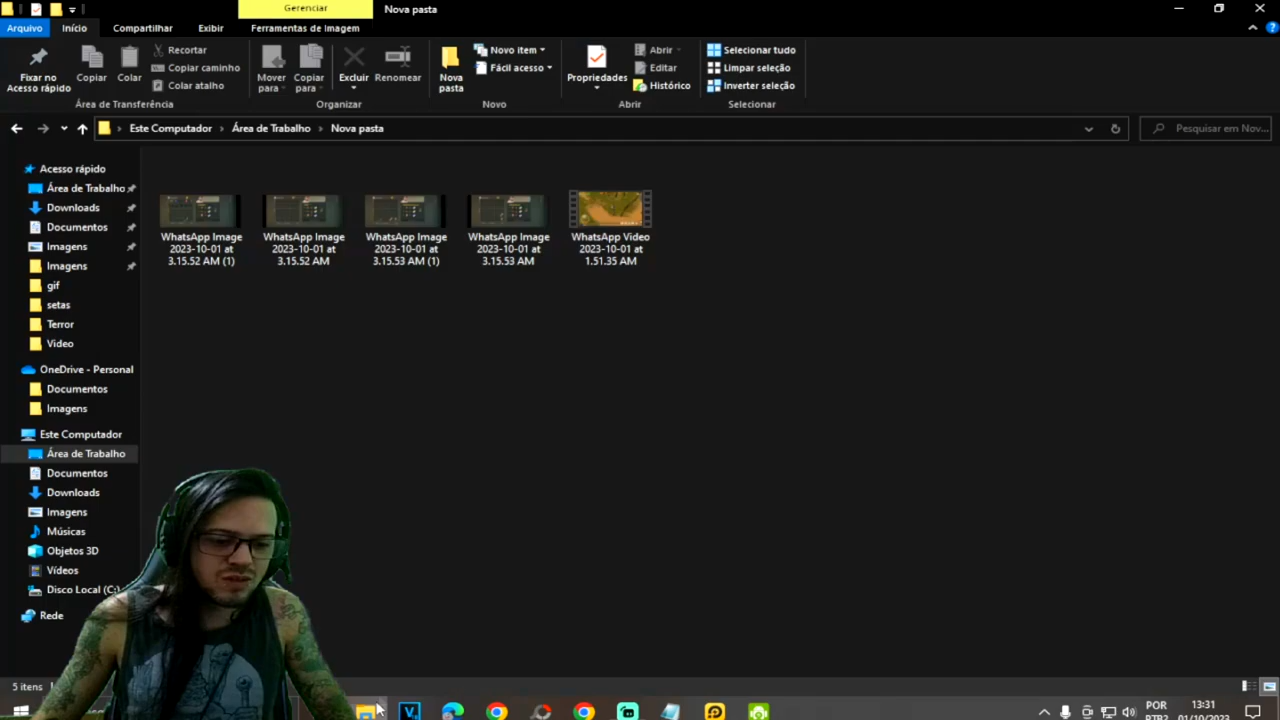 Gerenciar
Nova pasta
Arquivo
Início
Compartilhar
Exibir
Ferramentas de Imagem
Fixar no
Acesso rápido
Copiar
Colar
Recortar
Copiar caminho
Colar atalho
Área de Transferência
Mover
para
Copiar
para
Excluir
Renomear
Organizar
Nova
pasta
Novo item
Fácil acesso
Novo
Propriedades
Abrir
Editar
Histórico
Abrir
Selecionar tudo
Limpar seleção
Inverter seleção
Selecionar
Este Computador
Área de Trabalho
Nova pasta
Pesquisar em Nov...
Acesso rápido
Área de Trabalho
Downloads
Documentos
Imagens
Imagens
gif
setas
Terror
Video
OneDrive - Personal
Documentos
Imagens
Este Computador
Área de Trabalho
Documentos
Downloads
Imagens
Músicas
Objetos 3D
Vídeos
Disco Local (C:)
Rede
WhatsApp Image
2023-10-01 at
3.15.52 AM (1)
WhatsApp Image
2023-10-01 at
3.15.52 AM
WhatsApp Image
2023-10-01 at
3.15.53 AM (1)
WhatsApp Image
2023-10-01 at
3.15.53 AM
WhatsApp Video
2023-10-01 at
1.51.35 AM
5 itens
POR
PTB2
13:31
01/10/2023